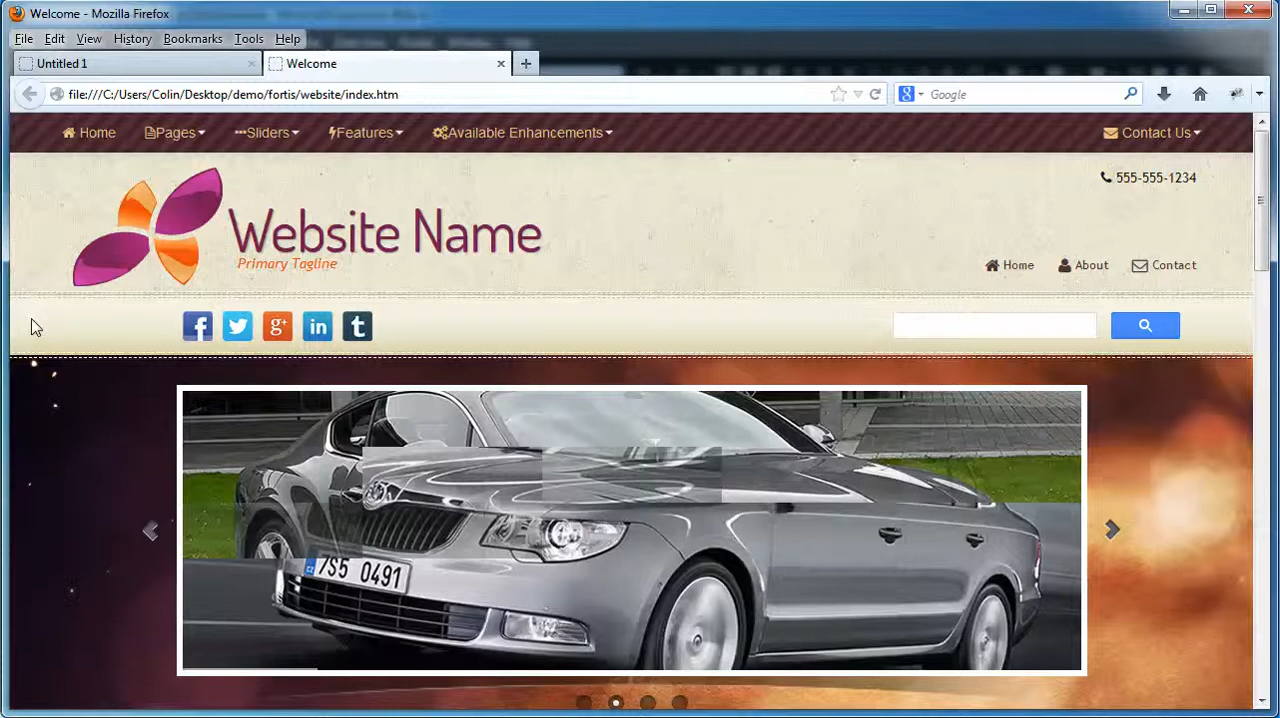 Welcome - Mozilla Firefox
File Edit View History Bookmarks Tools Help
Untitled 1
Welcome
file:///C:/Users/Colin/Desktop/demo/fortis/website/index.htm
Google
Home Pages Sliders Features Available Enhancements Contact Us
555-555-1234
Website Name
Primary Tagline
Home About Contact
7S5 0491